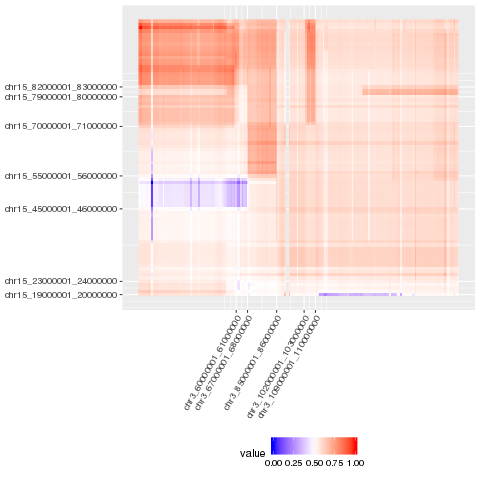 chr15_82000001_83000000
chr15_79000001_80000000
chr15_70000001_71000000
chr15_55000001_56000000
chr15_45000001_46000000
chr15_23000001_24000000
chr15_19000001_20000000
chr3_60000001_61000000
chr3_67000001_68000000
chr3_85000001_86000000
chr3_102000001_103000000
chr3_109000001_110000000
value
0.00 0.25 0.50 0.75 1.00